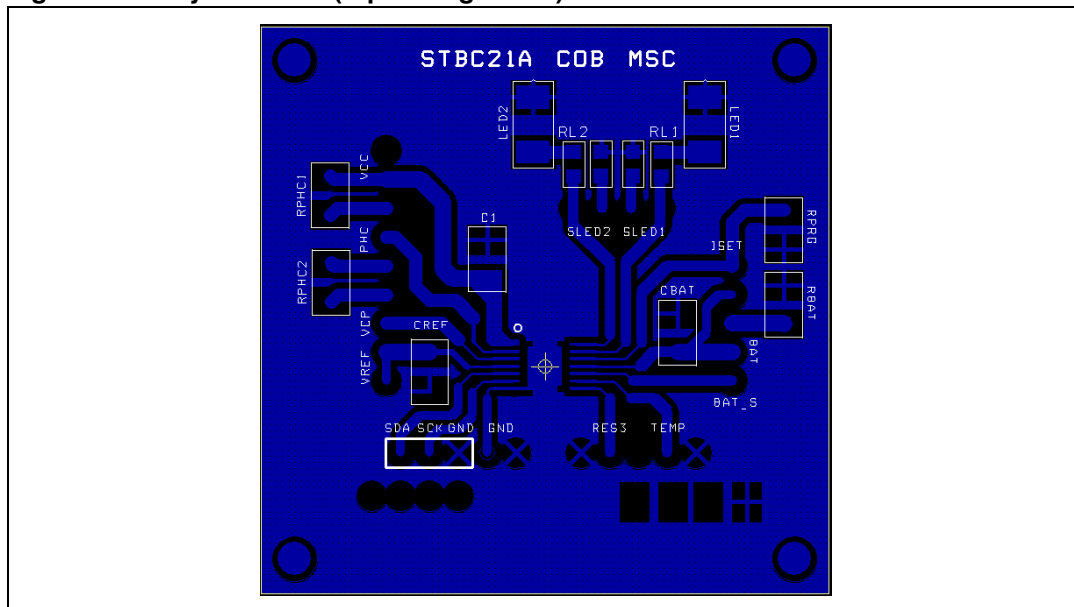 STBC21A COB MSC
LED2
LED1
RL2
RL1
VCC
RPHC1
C1
RPRG
SLED2
SLED1
PHC
ISET
RPHC2
CBAT
RBAT
VCP
CREF
VREF
BAT
BAT_S
SDA SCK GND GND
RES3 TEMP